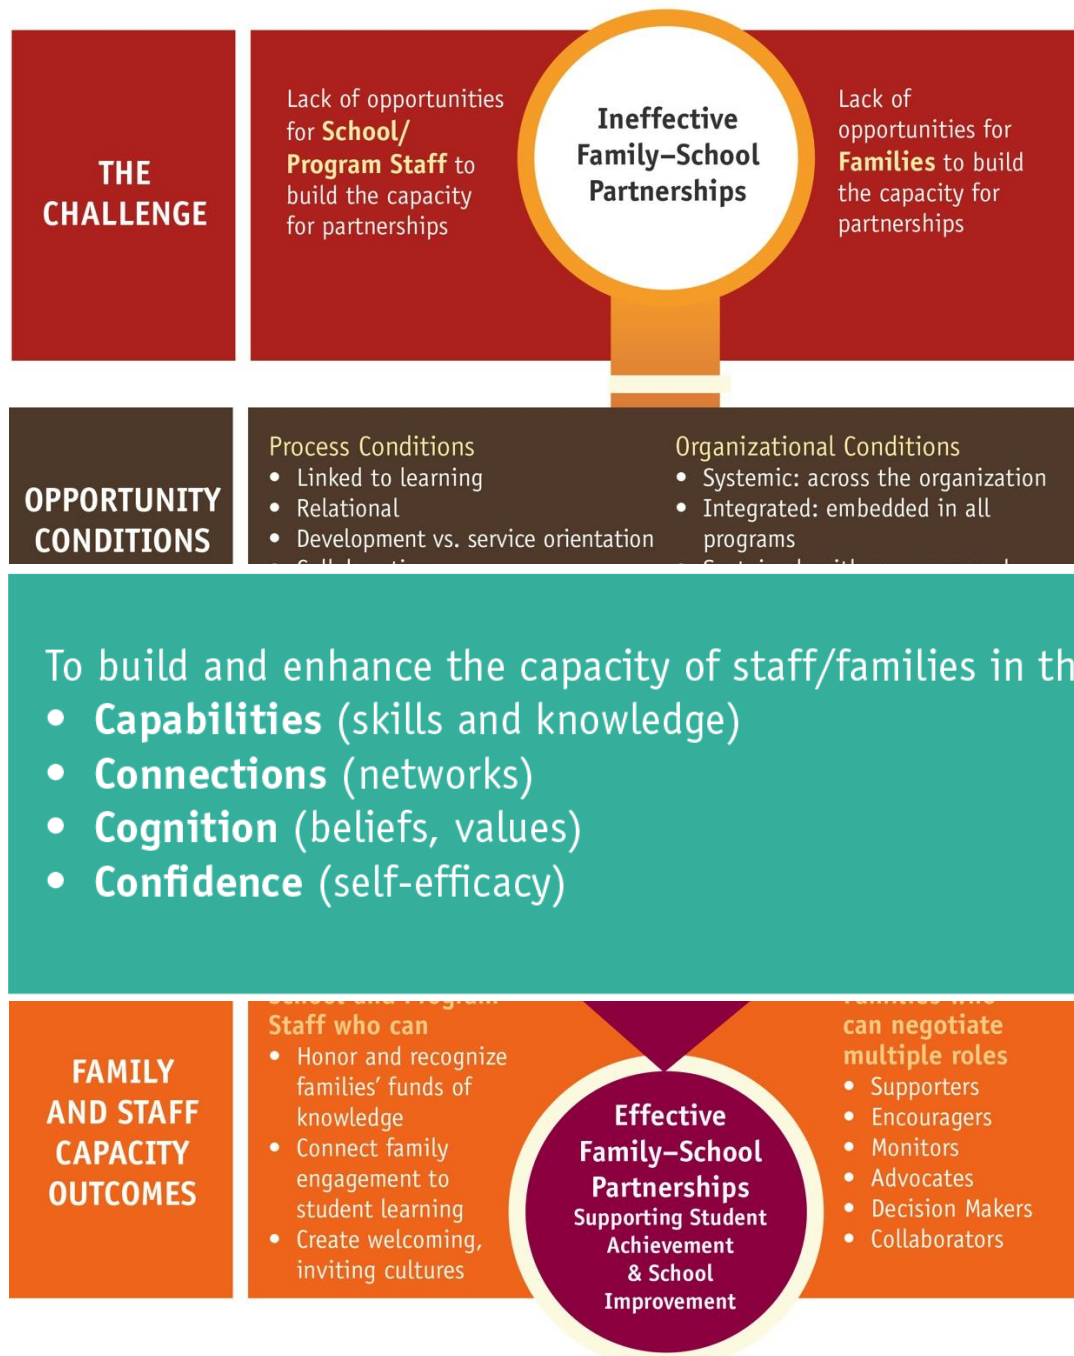 THE
CHALLENGE
Lack of opportunities
for School/
Program Staff to
build the capacity
for partnerships
Ineffective
Family–School
Partnerships
Lack of
opportunities for
Families to build
the capacity for
partnerships
OPPORTUNITY
CONDITIONS
Process Conditions
• Linked to learning
• Relational
• Development vs. service orientation
Organizational Conditions
• Systemic: across the organization
• Integrated: embedded in all
programs
To build and enhance the capacity of staff/families in th
• Capabilities (skills and knowledge)
• Connections (networks)
• Cognition (beliefs, values)
• Confidence (self-efficacy)
FAMILY
AND STAFF
CAPACITY
OUTCOMES
School and Program
Staff who can
• Honor and recognize
families’ funds of
knowledge
• Connect family
engagement to
student learning
• Create welcoming,
inviting cultures
Effective
Family–School
Partnerships
Supporting Student
Achievement
& School
Improvement
Families who
can negotiate
multiple roles
• Supporters
• Encouragers
• Monitors
• Advocates
• Decision Makers
• Collaborators